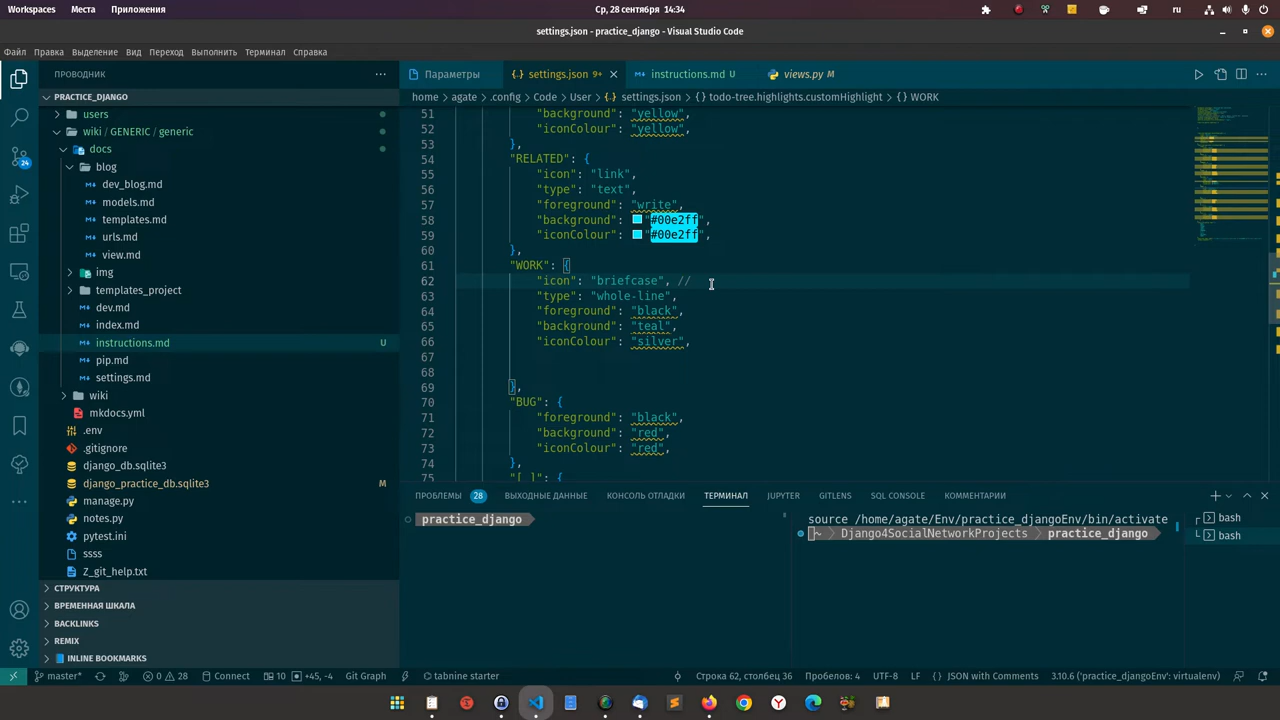 Workspaces Места Приложения
Ср, 28 сентября 14:34
ru
settings.json - practice_django - Visual Studio Code
Файл Правка Выделение Вид Переход Выполнить Терминал Справка
ПРОВОДНИК
Параметры
settings.json 9+
instructions.md U
views.py M
PRACTICE_DJANGO
home > agate > .config > Code > User > settings.json > {} todo-tree.highlights.customHighlight > {} WORK
users
wiki / GENERIC / generic
docs
blog
dev_blog.md
models.md
templates.md
urls.md
view.md
img
templates_project
dev.md
index.md
instructions.md U
pip.md
settings.md
wiki
mkdocs.yml
.env
.gitignore
django_db.sqlite3
django_practice_db.sqlite3 M
manage.py
notes.py
pytest.ini
ssss
Z_git_help.txt
СТРУКТУРА
ВРЕМЕННАЯ ШКАЛА
BACKLINKS
REMIX
INLINE BOOKMARKS
24
51 "background": "yellow",
52 "iconColour": "yellow",
53 },
54 "RELATED": {
55 "icon": "link",
56 "type": "text",
57 "foreground": "write",
58 "background": "#00e2ff",
59 "iconColour": "#00e2ff",
60 },
61 "WORK": {
62 "icon": "briefcase", //
63 "type": "whole-line",
64 "foreground": "black",
65 "background": "teal",
66 "iconColour": "silver",
67
68
69 },
70 "BUG": {
71 "foreground": "black",
72 "background": "red",
73 "iconColour": "red",
74 },
75 "[ ]": {
ПРОБЛЕМЫ 28 ВЫХОДНЫЕ ДАННЫЕ КОНСОЛЬ ОТЛАДКИ ТЕРМИНАЛ JUPYTER GITLENS SQL CONSOLE КОММЕНТАРИИ
practice_django
source /home/agate/Env/practice_djangoEnv/bin/activate
~ Django4SocialNetworkProjects practice_django
bash
bash
master* 0 28 Connect 10 +45, -4 Git Graph tabnine starter
Строка 62, столбец 36 Пробелов: 4 UTF-8 LF {} JSON with Comments 3.10.6 ('practice_djangoEnv': virtualenv)